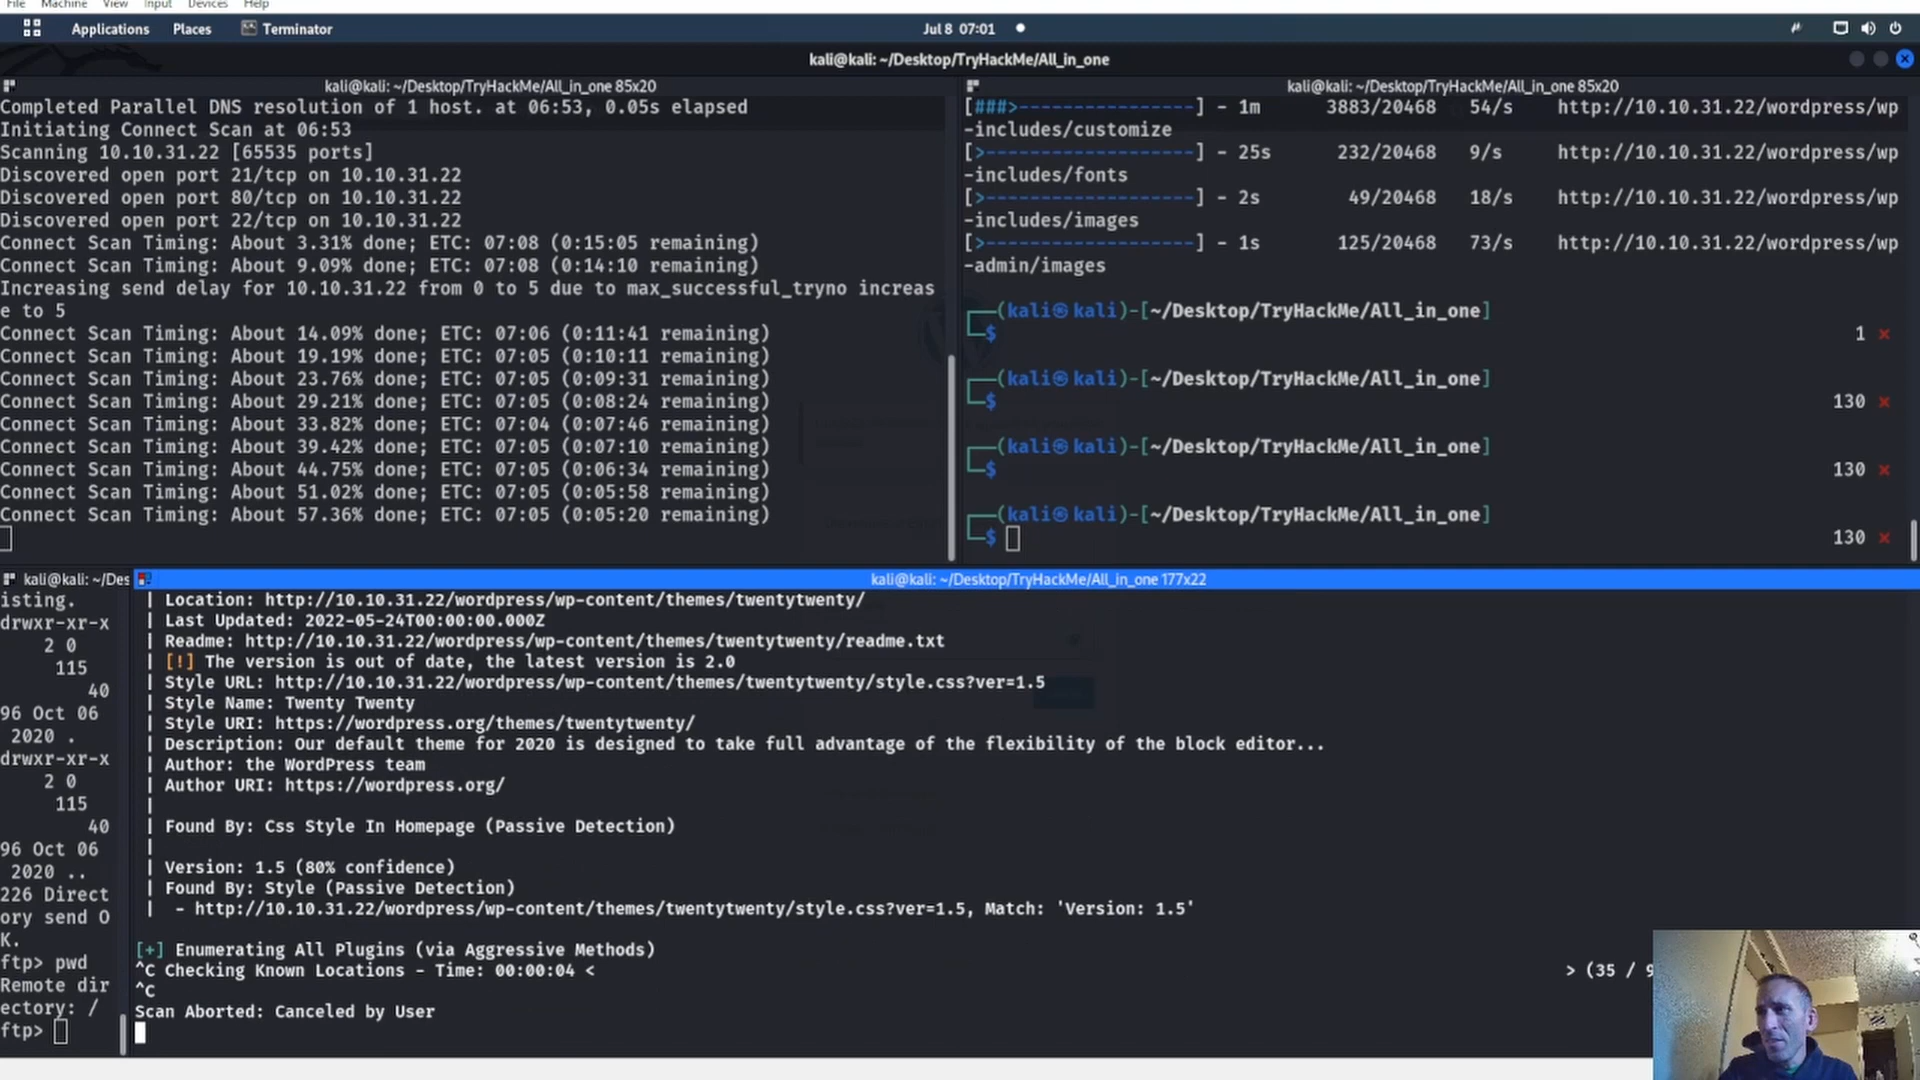 File Machine View Input Devices Help
Applications Places Terminator Jul 8 07:01
kali@kali: ~/Desktop/TryHackMe/All_in_one
kali@kali: ~/Desktop/TryHackMe/All_in_one 85x20
Completed Parallel DNS resolution of 1 host. at 06:53, 0.05s elapsed
Initiating Connect Scan at 06:53
Scanning 10.10.31.22 [65535 ports]
Discovered open port 21/tcp on 10.10.31.22
Discovered open port 80/tcp on 10.10.31.22
Discovered open port 22/tcp on 10.10.31.22
Connect Scan Timing: About 3.31% done; ETC: 07:08 (0:15:05 remaining)
Connect Scan Timing: About 9.09% done; ETC: 07:08 (0:14:10 remaining)
Increasing send delay for 10.10.31.22 from 0 to 5 due to max_successful_tryno increas
e to 5
Connect Scan Timing: About 14.09% done; ETC: 07:06 (0:11:41 remaining)
Connect Scan Timing: About 19.19% done; ETC: 07:05 (0:10:11 remaining)
Connect Scan Timing: About 23.76% done; ETC: 07:05 (0:09:31 remaining)
Connect Scan Timing: About 29.21% done; ETC: 07:05 (0:08:24 remaining)
Connect Scan Timing: About 33.82% done; ETC: 07:04 (0:07:46 remaining)
Connect Scan Timing: About 39.42% done; ETC: 07:05 (0:07:10 remaining)
Connect Scan Timing: About 44.75% done; ETC: 07:05 (0:06:34 remaining)
Connect Scan Timing: About 51.02% done; ETC: 07:05 (0:05:58 remaining)
Connect Scan Timing: About 57.36% done; ETC: 07:05 (0:05:20 remaining)
kali@kali: ~/Desktop/TryHackMe/All_in_one 85x20
[###>-------------------] - 1m 3883/20468 54/s http://10.10.31.22/wordpress/wp
-includes/customize
[>-------------------] - 25s 232/20468 9/s http://10.10.31.22/wordpress/wp
-includes/fonts
[>-------------------] - 2s 49/20468 18/s http://10.10.31.22/wordpress/wp
-includes/images
[>-------------------] - 1s 125/20468 73/s http://10.10.31.22/wordpress/wp
-admin/images
┌──(kali㉿kali)-[~/Desktop/TryHackMe/All_in_one]
└─$ 1 ⨯
┌──(kali㉿kali)-[~/Desktop/TryHackMe/All_in_one]
└─$ 130 ⨯
┌──(kali㉿kali)-[~/Desktop/TryHackMe/All_in_one]
└─$ 130 ⨯
┌──(kali㉿kali)-[~/Desktop/TryHackMe/All_in_one]
└─$ 130 ⨯
kali@kali: ~/Des
isting.
drwxr-xr-x
2 0
115
40
96 Oct 06
2020 .
drwxr-xr-x
2 0
115
40
96 Oct 06
2020 ..
226 Direct
ory send O
K.
ftp> pwd
Remote dir
ectory: /
ftp>
kali@kali: ~/Desktop/TryHackMe/All_in_one 177x22
| Location: http://10.10.31.22/wordpress/wp-content/themes/twentytwenty/
| Last Updated: 2022-05-24T00:00:00.000Z
| Readme: http://10.10.31.22/wordpress/wp-content/themes/twentytwenty/readme.txt
| [!] The version is out of date, the latest version is 2.0
| Style URL: http://10.10.31.22/wordpress/wp-content/themes/twentytwenty/style.css?ver=1.5
| Style Name: Twenty Twenty
| Style URI: https://wordpress.org/themes/twentytwenty/
| Description: Our default theme for 2020 is designed to take full advantage of the flexibility of the block editor...
| Author: the WordPress team
| Author URI: https://wordpress.org/
|
| Found By: Css Style In Homepage (Passive Detection)
|
| Version: 1.5 (80% confidence)
| Found By: Style (Passive Detection)
| - http://10.10.31.22/wordpress/wp-content/themes/twentytwenty/style.css?ver=1.5, Match: 'Version: 1.5'
[+] Enumerating All Plugins (via Aggressive Methods)
^C Checking Known Locations - Time: 00:00:04 < > (35 / 9
^C
Scan Aborted: Canceled by User